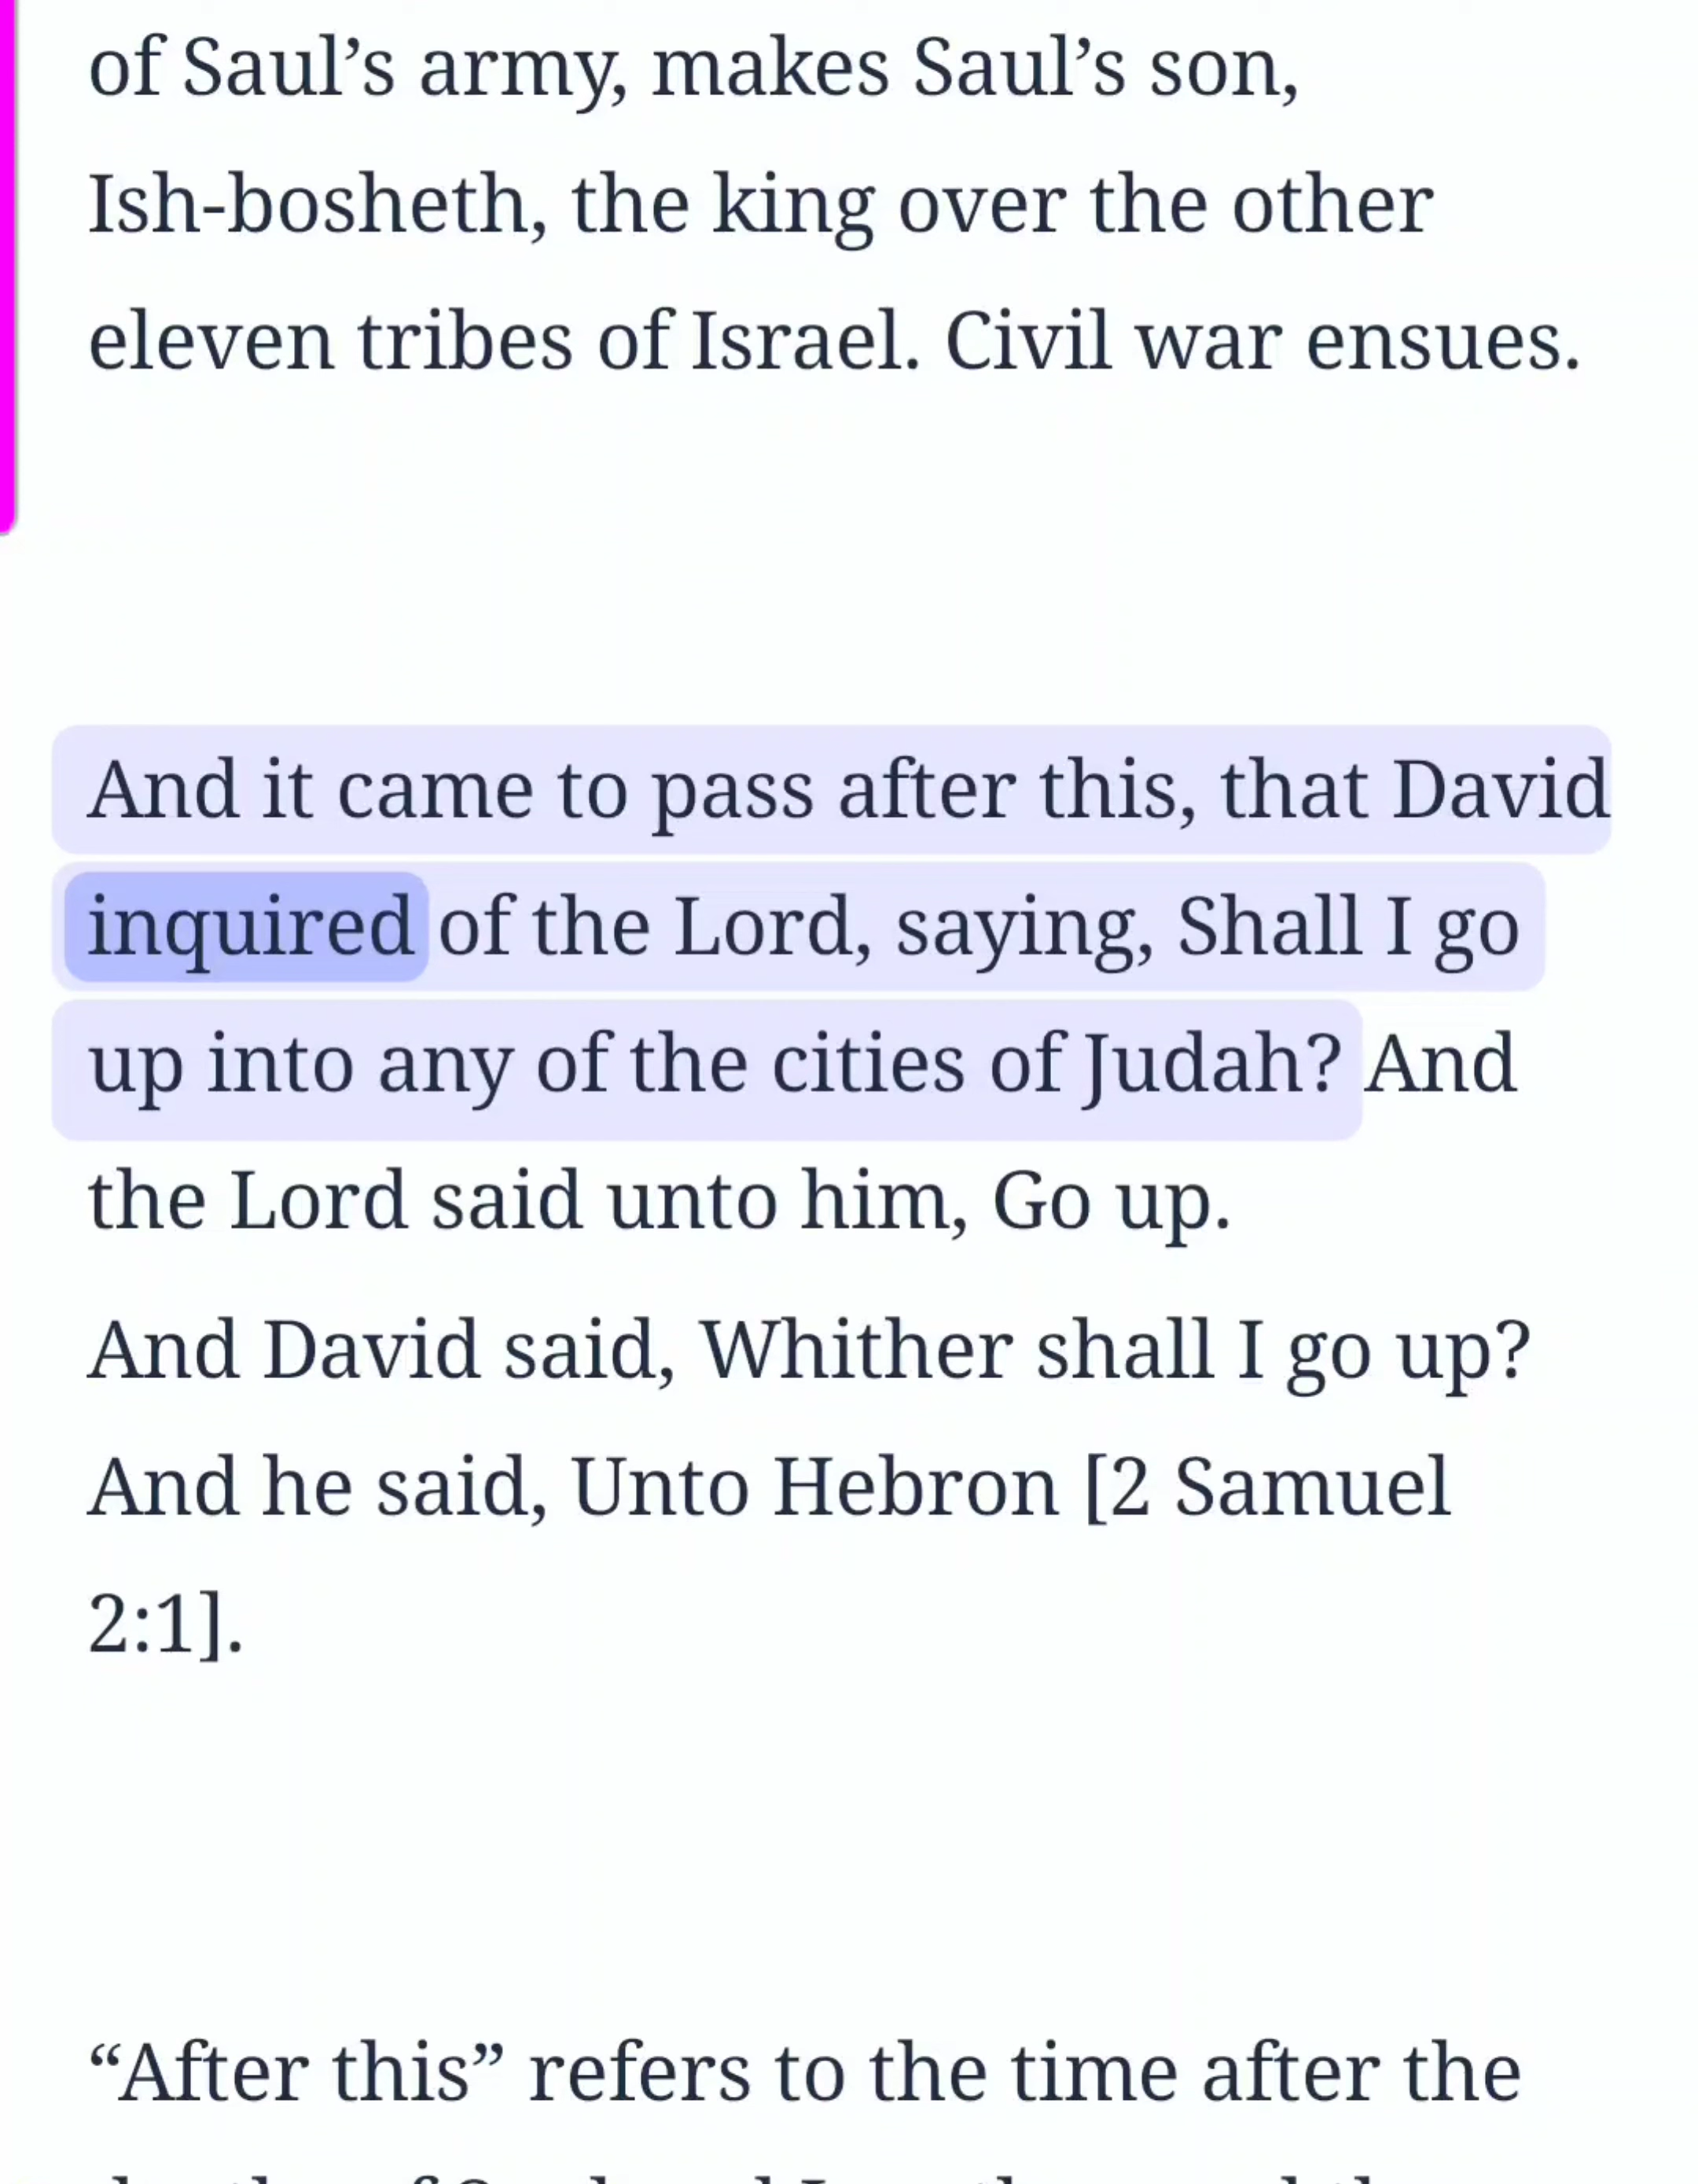 of Saul’s army, makes Saul’s son,
Ish-bosheth, the king over the other
eleven tribes of Israel. Civil war ensues.
And it came to pass after this, that David
inquired of the Lord, saying, Shall I go
up into any of the cities of Judah? And
the Lord said unto him, Go up.
And David said, Whither shall I go up?
And he said, Unto Hebron [2 Samuel
2:1].
“After this” refers to the time after the